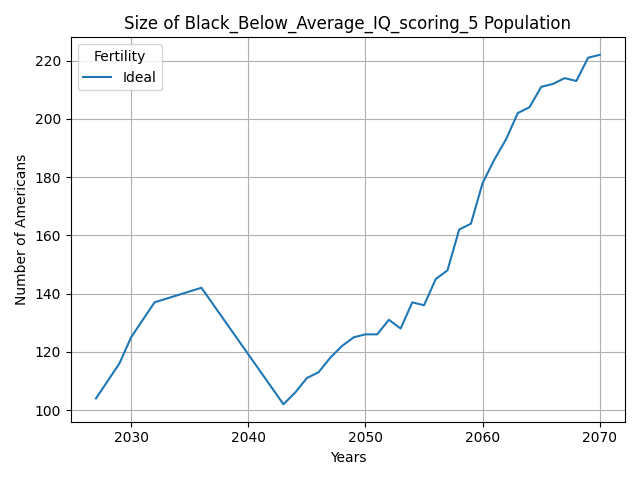 Size of Black_Below_Average_IQ_scoring_5 Population
Fertility
Ideal
Number of Americans
220
200
180
160
140
120
100
2030 2040 2050 2060 2070
Years